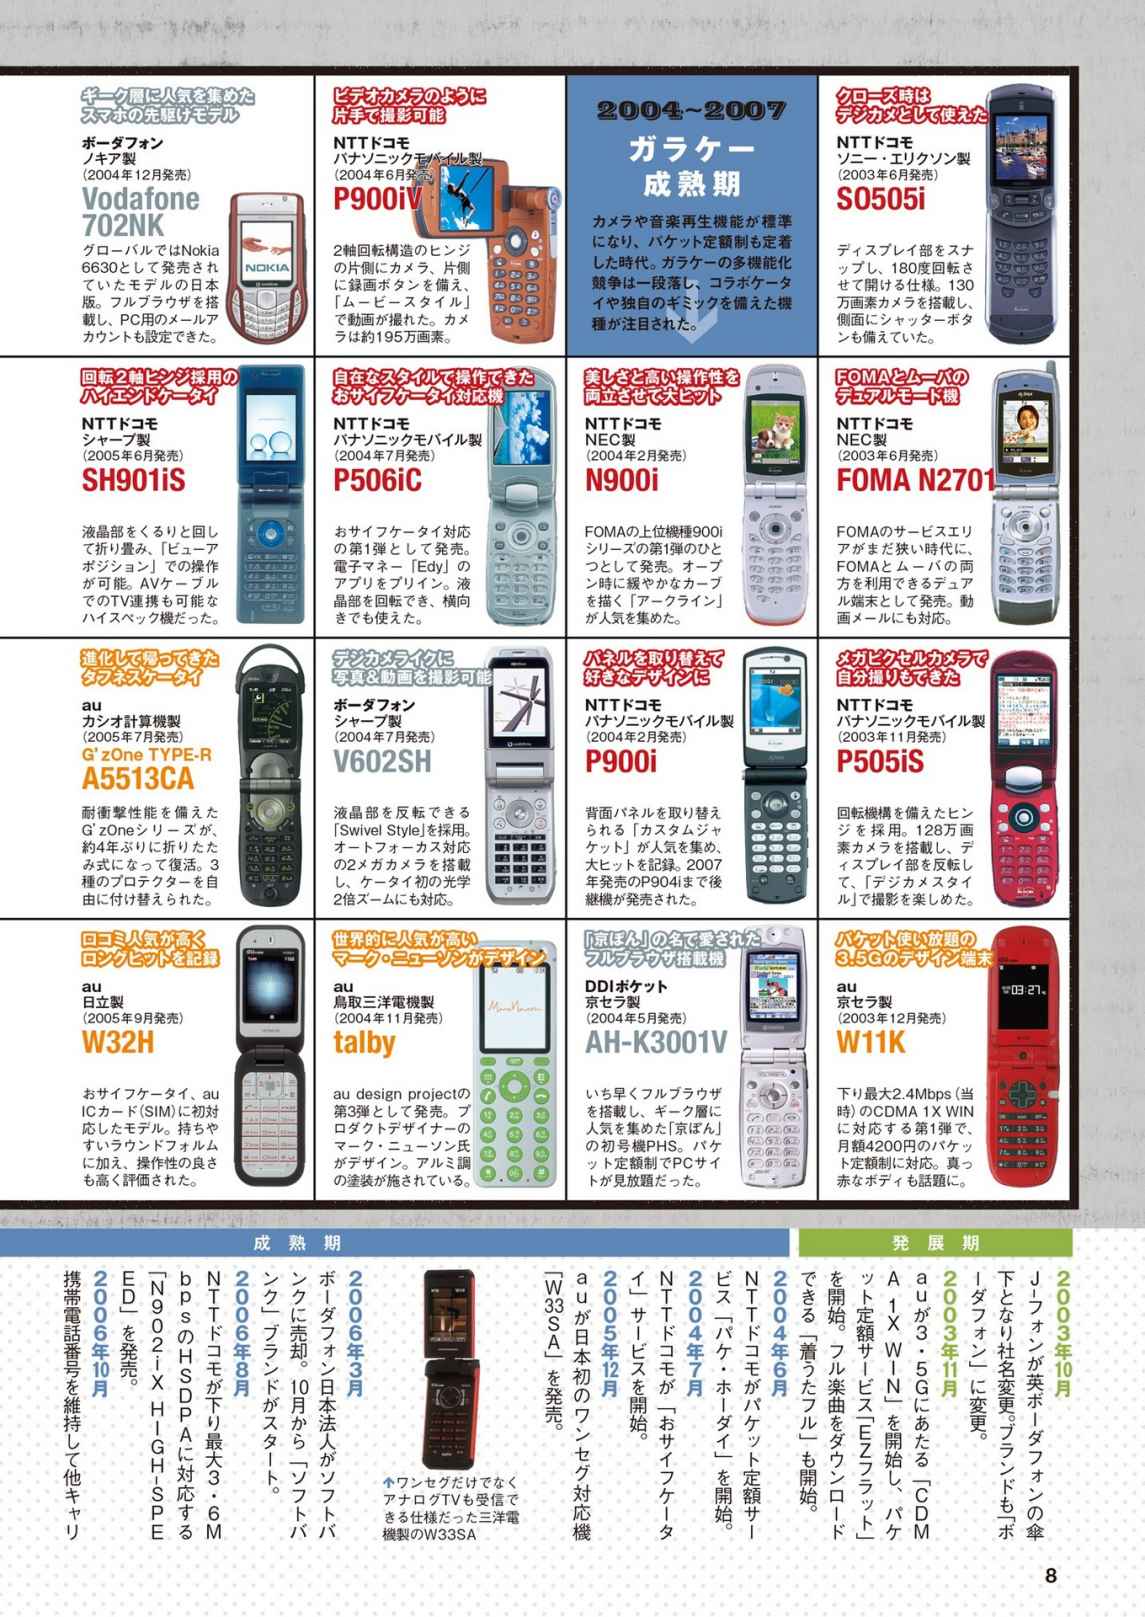 クローズ時は
デジカメとして使えた
NTTドコモ
ソニー・エリクソン製
(2003年6月発売)
SO505i
ディスプレイ部をスナ
ップし、180度回転さ
せて開ける仕様。130
万画素カメラを搭載し、
側面にシャッターボタ
ンも備えていた。
FOMAとムーバの
デュアルモード機
NTTドコモ
NEC製
(2003年6月発売)
FOMA N2701
FOMAのサービスエリ
アがまだ狭い時代に、
FOMAとムーバの両
方を利用できるデュア
ル端末として発売。動
画メールにも対応。
メガピクセルカメラで
自分撮りもできた
NTTドコモ
パナソニックモバイル製
(2003年11月発売)
P505iS
回転機構を備えたヒン
ジを採用。128万画
素カメラを搭載し、デ
ィスプレイ部を反転し
て、「デジカメスタイ
ル」で撮影を楽しめた。
パケット使い放題の
3.5Gのデザイン端末
au
京セラ製
(2003年12月発売)
W11K
下り最大2.4Mbps(当
時)のCDMA 1X WIN
に対応する第1弾で、
月額4200円のパケッ
ト定額制に対応。真っ
赤なボディも話題に。
2004~2007
ガラケー
成熟期
カメラや音楽再生機能が標準
になり、パケット定額制も定着
した時代。ガラケーの多機能化
競争は一段落し、コラボケータ
イや独自のギミックを備えた機
種が注目された。
美しさと高い操作性を
両立させて大ヒット
NTTドコモ
NEC製
(2004年2月発売)
N900i
FOMAの上位機種900i
シリーズの第1弾のひと
つとして発売。オープ
ン時に緩やかなカーブ
を描く「アークライン」
が人気を集めた。
パネルを取り替えて
好きなデザインに
NTTドコモ
パナソニックモバイル製
(2004年2月発売)
P900i
背面パネルを取り替え
られる「カスタムジャ
ケット」が人気を集め、
大ヒットを記録。2007
年発売のP904iまで後
継機が発売された。
「京ぽん」の名で愛された
フルブラウザ搭載機
DDIポケット
京セラ製
(2004年5月発売)
AH-K3001V
いち早くフルブラウザ
を搭載し、ギーク層に
人気を集めた「京ぽん」
の初号機PHS。パケ
ット定額制でPCサイ
トが見放題だった。
ビデオカメラのように
片手で撮影可能
NTTドコモ
パナソニックモバイル製
(2004年6月発売)
P900iV
2軸回転構造のヒンジ
の片側にカメラ、片側
に録画ボタンを備え、
「ムービースタイル」
で動画が撮れた。カメ
ラは約195万画素。
自在なスタイルで操作できた
おサイフケータイ対応機
NTTドコモ
パナソニックモバイル製
(2004年7月発売)
P506iC
おサイフケータイ対応
の第1弾として発売。
電子マネー「Edy」の
アプリをプリイン。液
晶部を回転でき、横向
きでも使えた。
デジカメライクに
写真&動画を撮影可能
ボーダフォン
シャープ製
(2004年7月発売)
V602SH
液晶部を反転できる
「Swivel Style」を採用。
オートフォーカス対応
の2メガカメラを搭載
し、ケータイ初の光学
2倍ズームにも対応。
世界的に人気が高い
マーク・ニューソンがデザイン
au
鳥取三洋電機製
(2004年11月発売)
talby
au design projectの
第3弾として発売。プ
ロダクトデザイナーの
マーク・ニューソン氏
がデザイン。アルミ調
の塗装が施されている。
ギーク層に人気を集めた
スマホの先駆けモデル
ボーダフォン
ノキア製
(2004年12月発売)
Vodafone
702NK
グローバルではNokia
6630として発売され
ていたモデルの日本
版。フルブラウザを搭
載し、PC用のメールア
カウントも設定できた。
NOKIA
回転2軸ヒンジ採用の
ハイエンドケータイ
NTTドコモ
シャープ製
(2005年6月発売)
SH901iS
液晶部をくるりと回し
て折り畳み、「ビューア
ポジション」での操作
が可能。AVケーブル
でのTV連携も可能な
ハイスペック機だった。
進化して帰ってきた
タフネスケータイ
au
カシオ計算機製
(2005年7月発売)
G'zOne TYPE-R
A5513CA
耐衝撃性能を備えた
G'zOneシリーズが、
約4年ぶりに折りたた
み式になって復活。3
種のプロテクターを自
由に付け替えられた。
口コミ人気が高く
ロングヒットを記録
au
日立製
(2005年9月発売)
W32H
おサイフケータイ、au
ICカード(SIM)に初対
応したモデル。持ちや
すいラウンドフォルム
に加え、操作性の良さ
も高く評価された。
発展期
2003年10月
J-フォンが英ボーダフォンの傘
下となり社名変更。ブランドも「ボ
ーダフォン」に変更。
2003年11月
auが3・5Gにあたる「CDM
A 1X WIN」を開始し、パケ
ット定額サービス「EZフラット」
を開始。フル楽曲をダウンロード
できる「着うたフル」も開始。
成熟期
2004年6月
NTTドコモがパケット定額サー
ビス「パケ・ホーダイ」を開始。
2004年7月
NTTドコモが「おサイフケータ
イ」サービスを開始。
2005年12月
auが日本初のワンセグ対応機
「W33SA」を発売。
↑ワンセグだけでなく
アナログTVも受信で
きる仕様だった三洋電
機製のW33SA
2006年3月
ボーダフォン日本法人がソフトバ
ンクに売却。10月から「ソフトバ
ンク」ブランドがスタート。
2006年8月
NTTドコモが下り最大3・6M
bpsのHSDPAに対応する
「N902iX HIGH-SPE
ED」を発売。
2006年10月
携帯電話番号を維持して他キャリ
8